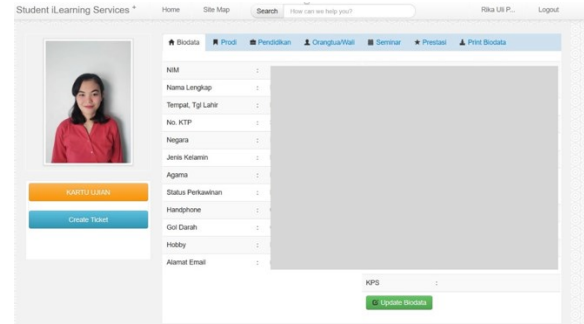 Student iLearning Services + Home Site Map Search How can we help you? Rika Uli P... Logout
Biodata Prodi Pendidikan Orangtua/Wali Seminar Prestasi Print Biodata
NIM :
Nama Lengkap :
Tempat, Tgl Lahir :
No. KTP :
Negara :
Jenis Kelamin :
Agama :
Status Perkawinan :
Handphone :
Gol Darah :
Hobby :
Alamat Email :
KARTU UJIAN
Create Ticket
KPS :
Update Biodata